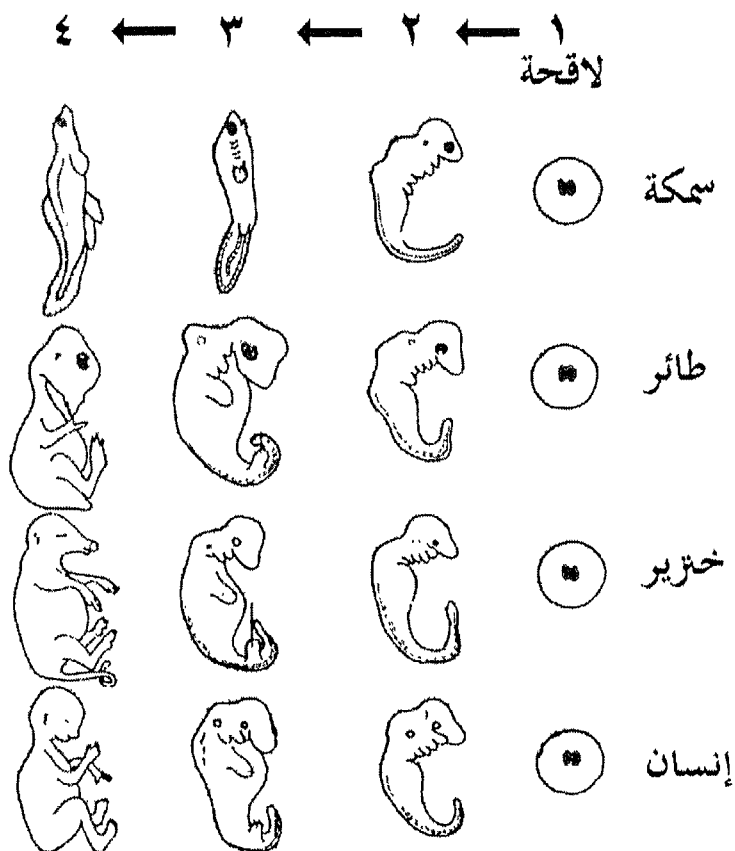 ١ ← ٢ ← ٣ ← ٤
لاقحة
سمكة
طائر
خنزير
إنسان